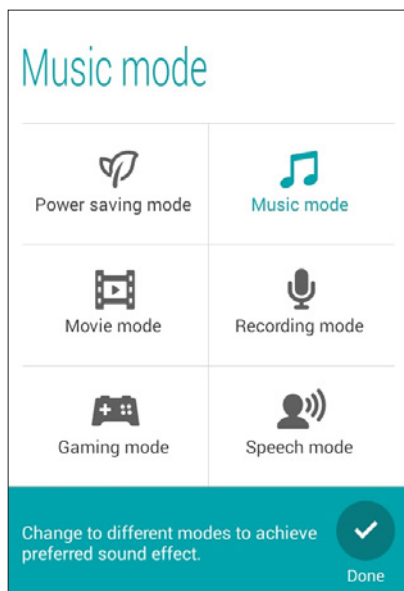 Music mode
Power saving mode
Music mode
Movie mode
Recording mode
Gaming mode
Speech mode
Change to different modes to achieve
preferred sound effect.
Done